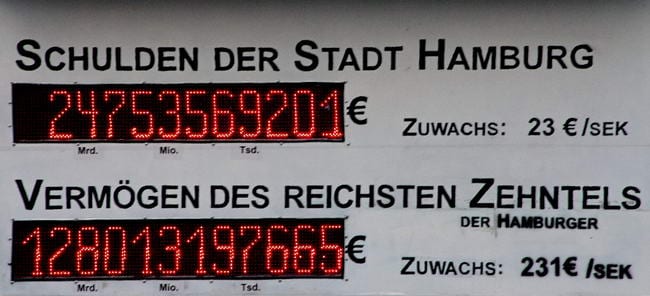 SCHULDEN DER STADT HAMBURG
24753569201 €
ZUWACHS: 23 €/SEK
Mrd. Mio. Tsd.
VERMÖGEN DES REICHSTEN ZEHNTELS
DER HAMBURGER
128013197665 €
ZUWACHS: 231€ /SEK
Mrd. Mio. Tsd.